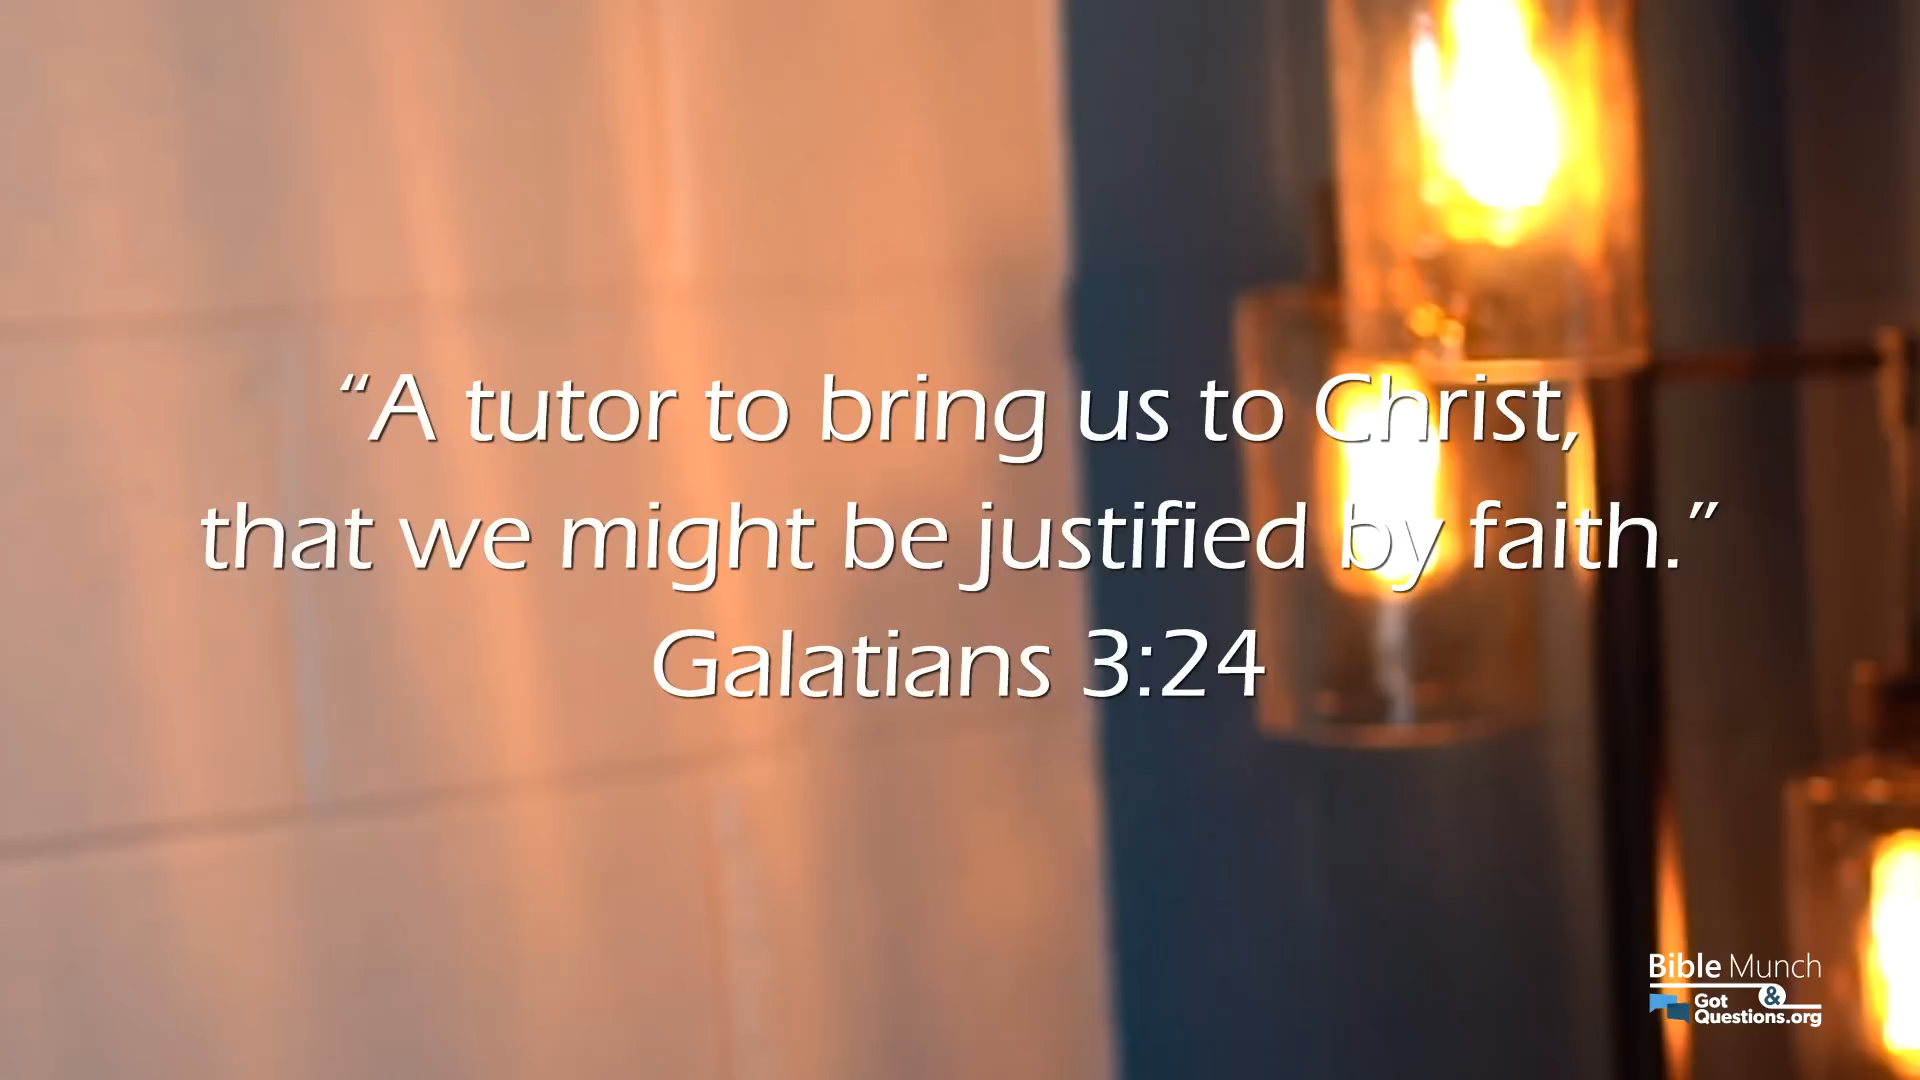 “A tutor to bring us to Christ,
that we might be justified by faith.”
Galatians 3:24
Bible Munch
&
Got
Questions.org